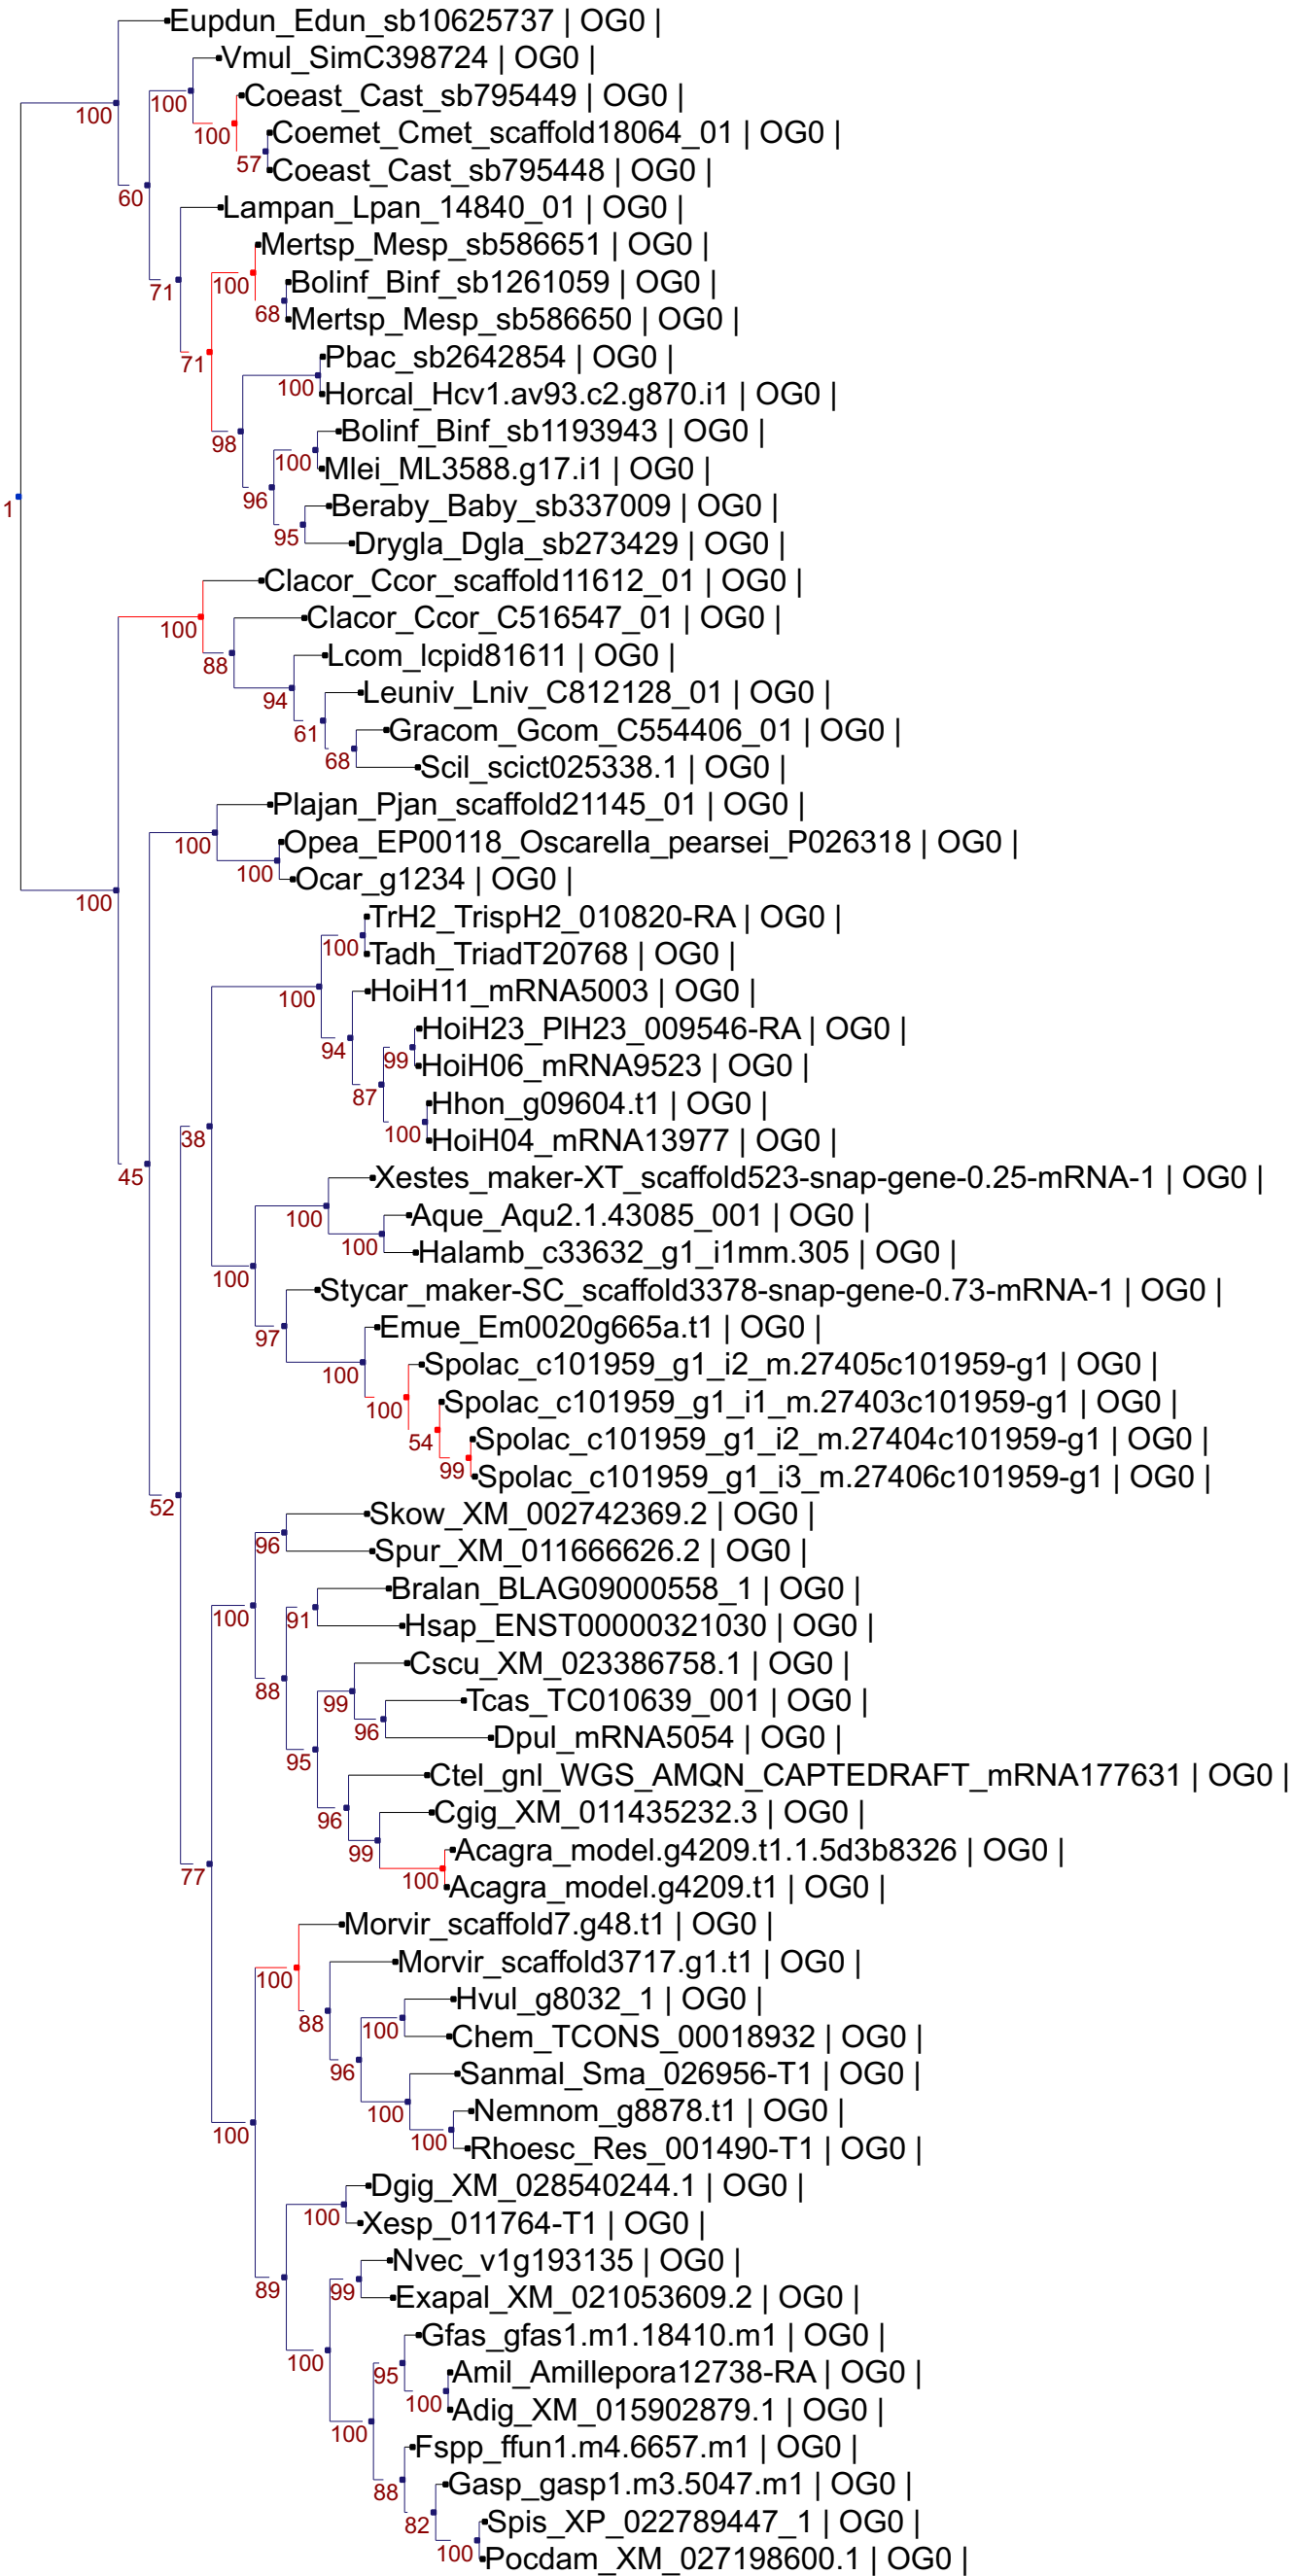 Eupdun_Edun_sb10625737 | OG0 |
Vmul_SimC398724 | OG0 |
100
Coeast_Cast_sb795449 | OG0 |
100
Coemet_Cmet_scaffold18064_01 | OG0 |
100
57
Coeast_Cast_sb795448 | OG0 |
60
Lampan_Lpan_14840_01 | OG0 |
Mertsp_Mesp_sb586651 | OG0 |
100
Bolinf_Binf_sb1261059 | OG0 |
71
68
Mertsp_Mesp_sb586650 | OG0 |
Pbac_sb2642854 | OG0 |
71
100
Horcal_Hcv1.av93.c2.g870.i1 | OG0 |
Bolinf_Binf_sb1193943 | OG0 |
98
100
Mlei_ML3588.g17.i1 | OG0 |
96
Beraby_Baby_sb337009 | OG0 |
1
95
Drygla_Dgla_sb273429 | OG0 |
Clacor_Ccor_scaffold11612_01 | OG0 |
Clacor_Ccor_C516547_01 | OG0 |
100
Lcom_lcpid81611 | OG0 |
88
Leuniv_Lniv_C812128_01 | OG0 |
94
Gracom_Gcom_C554406_01 | OG0 |
61
68
Scil_scict025338.1 | OG0 |
Plajan_Pjan_scaffold21145_01 | OG0 |
Opea_EP00118_Oscarella_pearsei_P026318 | OG0 |
100
100
Ocar_g1234 | OG0 |
100
TrH2_TrispH2_010820-RA | OG0 |
100
Tadh_TriadT20768 | OG0 |
HoiH11_mRNA5003 | OG0 |
100
HoiH23_PlH23_009546-RA | OG0 |
94
99
HoiH06_mRNA9523 | OG0 |
87
Hhon_g09604.t1 | OG0 |
38
100
HoiH04_mRNA13977 | OG0 |
45
Xestes_maker-XT_scaffold523-snap-gene-0.25-mRNA-1 | OG0 |
Aque_Aqu2.1.43085_001 | OG0 |
100
100
Halamb_c33632_g1_i1mm.305 | OG0 |
100
Stycar_maker-SC_scaffold3378-snap-gene-0.73-mRNA-1 | OG0 |
Emue_Em0020g665a.t1 | OG0 |
97
Spolac_c101959_g1_i2_m.27405c101959-g1 | OG0 |
100
Spolac_c101959_g1_i1_m.27403c101959-g1 | OG0 |
100
Spolac_c101959_g1_i2_m.27404c101959-g1 | OG0 |
54
99
Spolac_c101959_g1_i3_m.27406c101959-g1 | OG0 |
52
Skow_XM_002742369.2 | OG0 |
96
Spur_XM_011666626.2 | OG0 |
Bralan_BLAG09000558_1 | OG0 |
100
91
Hsap_ENST00000321030 | OG0 |
Cscu_XM_023386758.1 | OG0 |
88
Tcas_TC010639_001 | OG0 |
99
96
Dpul_mRNA5054 | OG0 |
95
Ctel_gnl_WGS_AMQN_CAPTEDRAFT_mRNA177631 | OG0 |
Cgig_XM_011435232.3 | OG0 |
96
Acagra_model.g4209.t1.1.5d3b8326 | OG0 |
99
77
100
Acagra_model.g4209.t1 | OG0 |
Morvir_scaffold7.g48.t1 | OG0 |
Morvir_scaffold3717.g1.t1 | OG0 |
100
Hvul_g8032_1 | OG0 |
88
100
Chem_TCONS_00018932 | OG0 |
96
Sanmal_Sma_026956-T1 | OG0 |
Nemnom_g8878.t1 | OG0 |
100
100
100
Rhoesc_Res_001490-T1 | OG0 |
Dgig_XM_028540244.1 | OG0 |
100
Xesp_011764-T1 | OG0 |
Nvec_v1g193135 | OG0 |
89
99
Exapal_XM_021053609.2 | OG0 |
Gfas_gfas1.m1.18410.m1 | OG0 |
100
Amil_Amillepora12738-RA | OG0 |
95
100
Adig_XM_015902879.1 | OG0 |
100
Fspp_ffun1.m4.6657.m1 | OG0 |
Gasp_gasp1.m3.5047.m1 | OG0 |
88
Spis_XP_022789447_1 | OG0 |
82
100
Pocdam_XM_027198600.1 | OG0 |